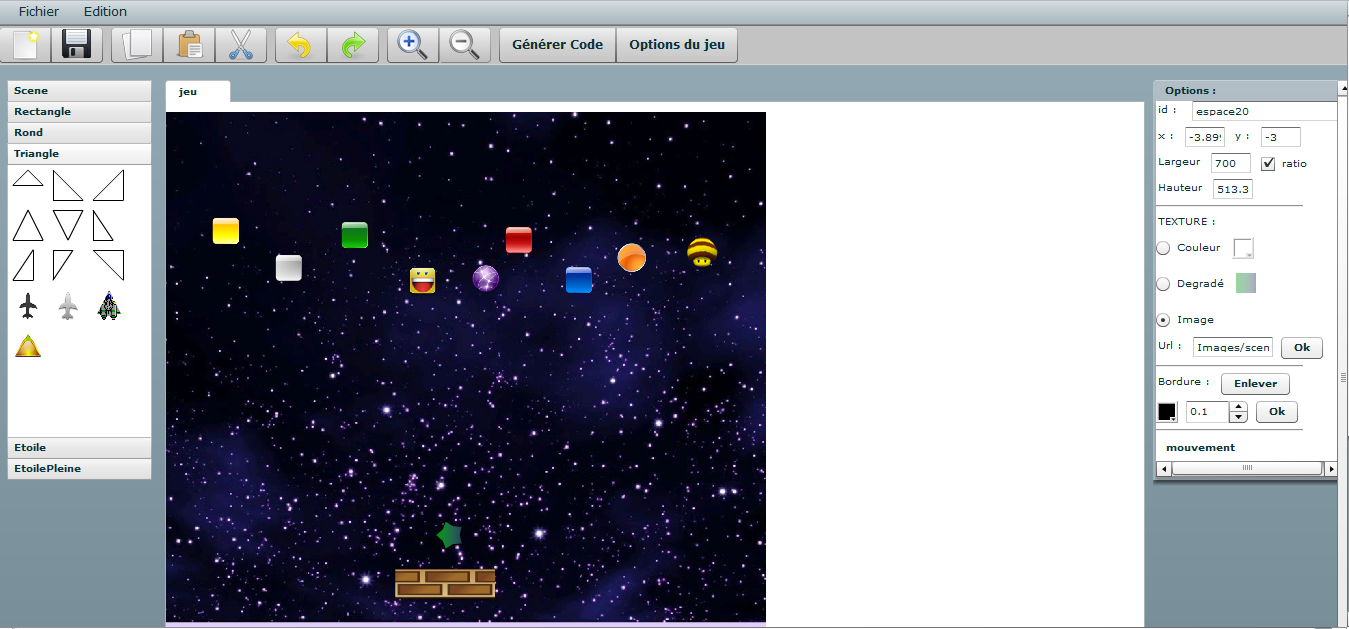 Fichier Edition
Générer Code Options du jeu
Scene
Rectangle
Rond
Triangle
Etoile
EtoilePleine
jeu
Options :
id : espace20
x : -3.89 y : -3
Largeur 700 ratio
Hauteur 513.3
TEXTURE :
Couleur
Degradé
Image
Url : Images/scen Ok
Bordure : Enlever
0.1 Ok
mouvement